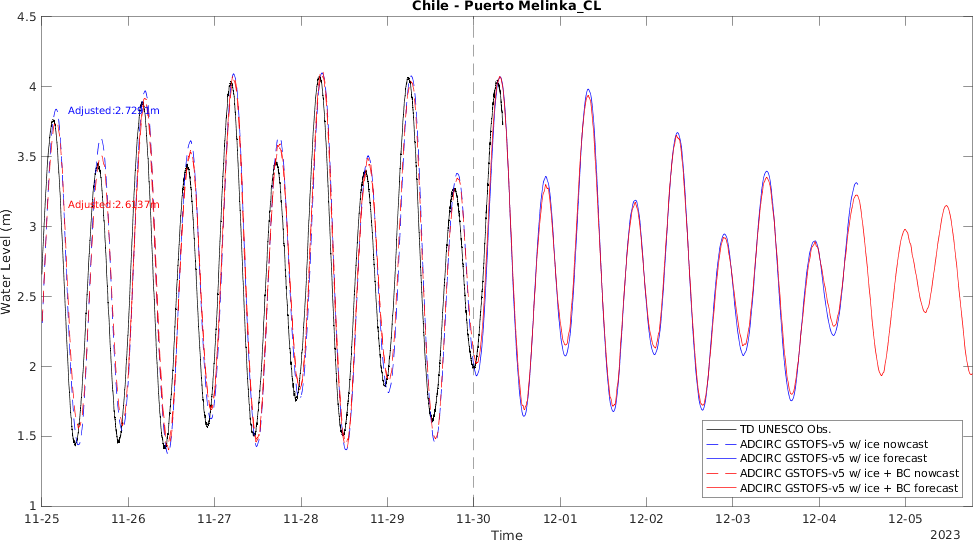 Chile - Puerto Melinka_CL
4.5
4
3.5
3
2.5
2
1.5
1
Water Level (m)
Adjusted:2.7291m
Adjusted:2.6137m
TD UNESCO Obs.
ADCIRC GSTOFS-v5 w/ ice nowcast
ADCIRC GSTOFS-v5 w/ ice forecast
ADCIRC GSTOFS-v5 w/ ice + BC nowcast
ADCIRC GSTOFS-v5 w/ ice + BC forecast
11-25 11-26 11-27 11-28 11-29 11-30 12-01 12-02 12-03 12-04 12-05
Time
2023